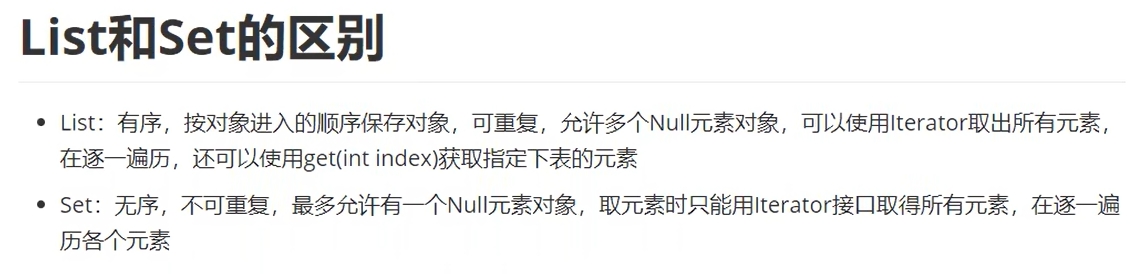 List和Set的区别
List：有序，按对象进入的顺序保存对象，可重复，允许多个Null元素对象，可以使用Iterator取出所有元素，
在逐一遍历，还可以使用get(int index)获取指定下表的元素
Set：无序，不可重复，最多允许有一个Null元素对象，取元素时只能用Iterator接口取得所有元素，在逐一遍
历各个元素